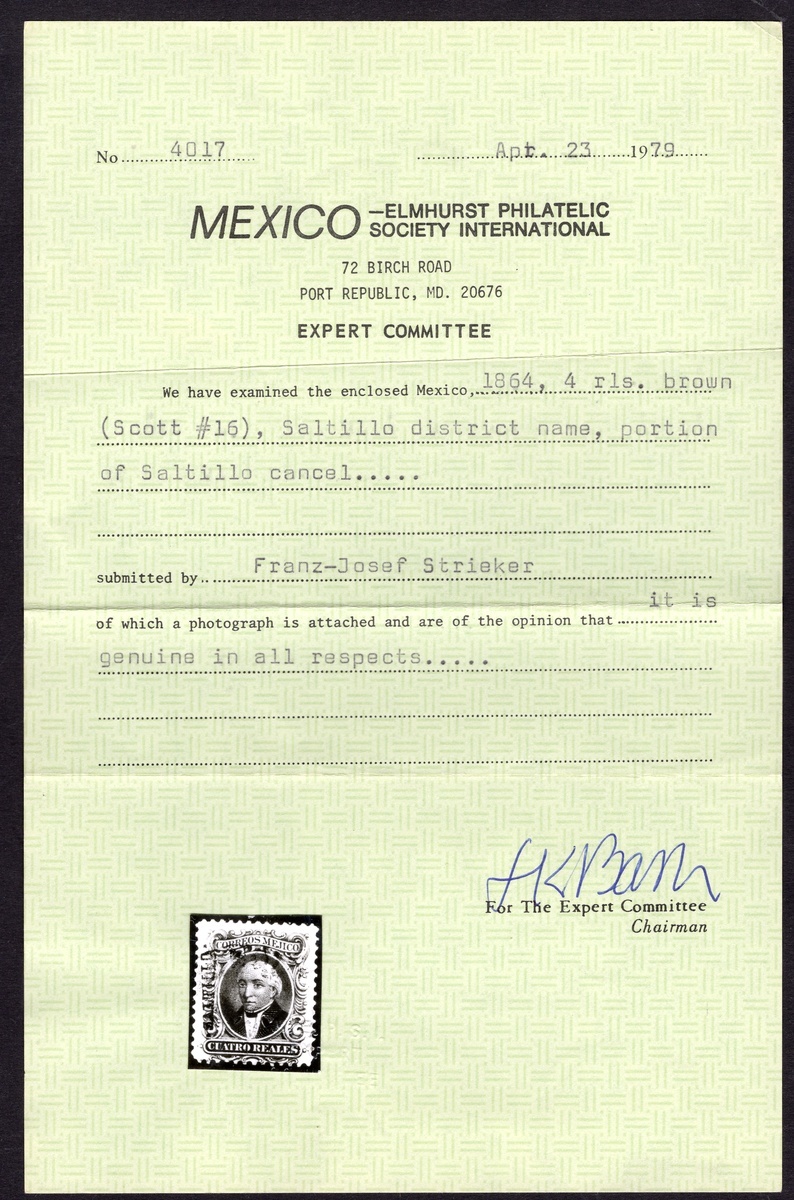 No 4017 Apr. 23 1979
MEXICO —ELMHURST PHILATELIC
SOCIETY INTERNATIONAL
72 BIRCH ROAD
PORT REPUBLIC, MD. 20676
EXPERT COMMITTEE
We have examined the enclosed Mexico, 1864, 4 rls. brown
(Scott #16), Saltillo district name, portion
of Saltillo cancel.....
submitted by Franz-Josef Strieker
of which a photograph is attached and are of the opinion that it is
genuine in all respects.....
For The Expert Committee
Chairman
CORREOS MEJICO
SALTILLO
CUATRO REALES